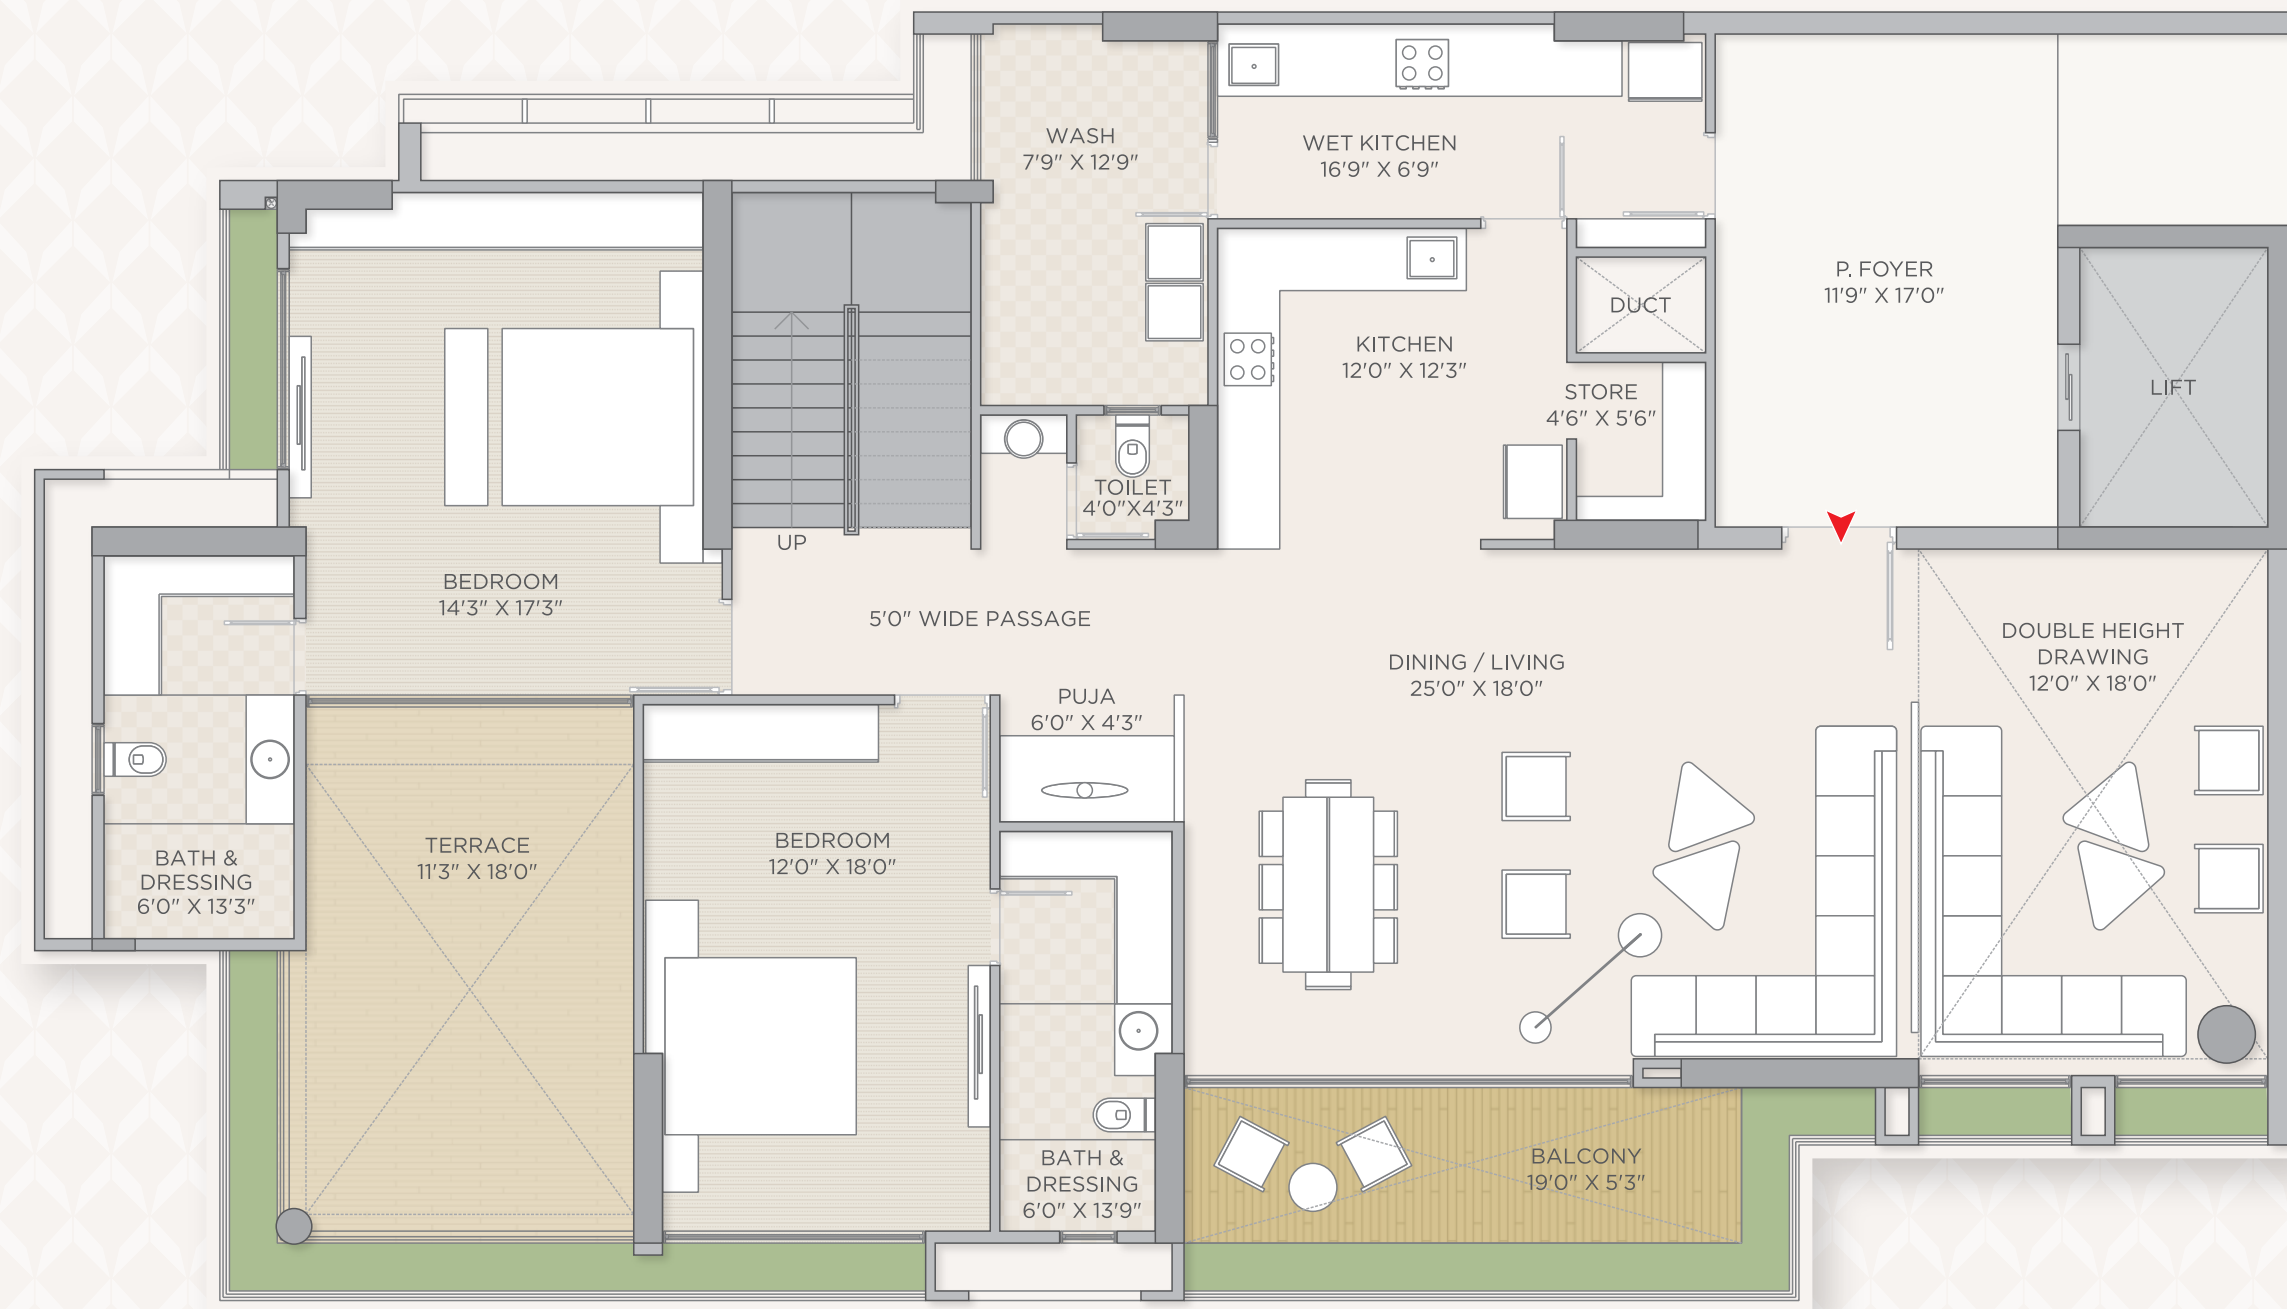 WASH
7'9" X 12'9"
WET KITCHEN
16'9" X 6'9"
P. FOYER
11'9" X 17'0"
DUCT
KITCHEN
12'0" X 12'3"
STORE
4'6" X 5'6"
LIFT
TOILET
4'0"X4'3"
UP
BEDROOM
14'3" X 17'3"
5'0" WIDE PASSAGE
DOUBLE HEIGHT
DRAWING
12'0" X 18'0"
DINING / LIVING
25'0" X 18'0"
PUJA
6'0" X 4'3"
TERRACE
11'3" X 18'0"
BEDROOM
12'0" X 18'0"
BATH &
DRESSING
6'0" X 13'3"
BATH &
DRESSING
6'0" X 13'9"
BALCONY
19'0" X 5'3"